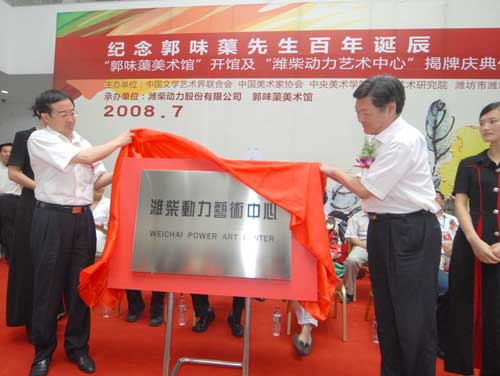 纪念郭味蕖先生百年诞辰
“郭味蕖美术馆”开馆及“潍柴动力艺术中心”揭牌庆典
主办单位：中国文学艺术界联合会 中国美术家协会 中央美术学院 艺术研究院 潍坊市潍
承办单位：潍柴动力股份有限公司 郭味蕖美术馆
2008.7
濰柴動力藝術中心
WEICHAI POWER ART CENTER